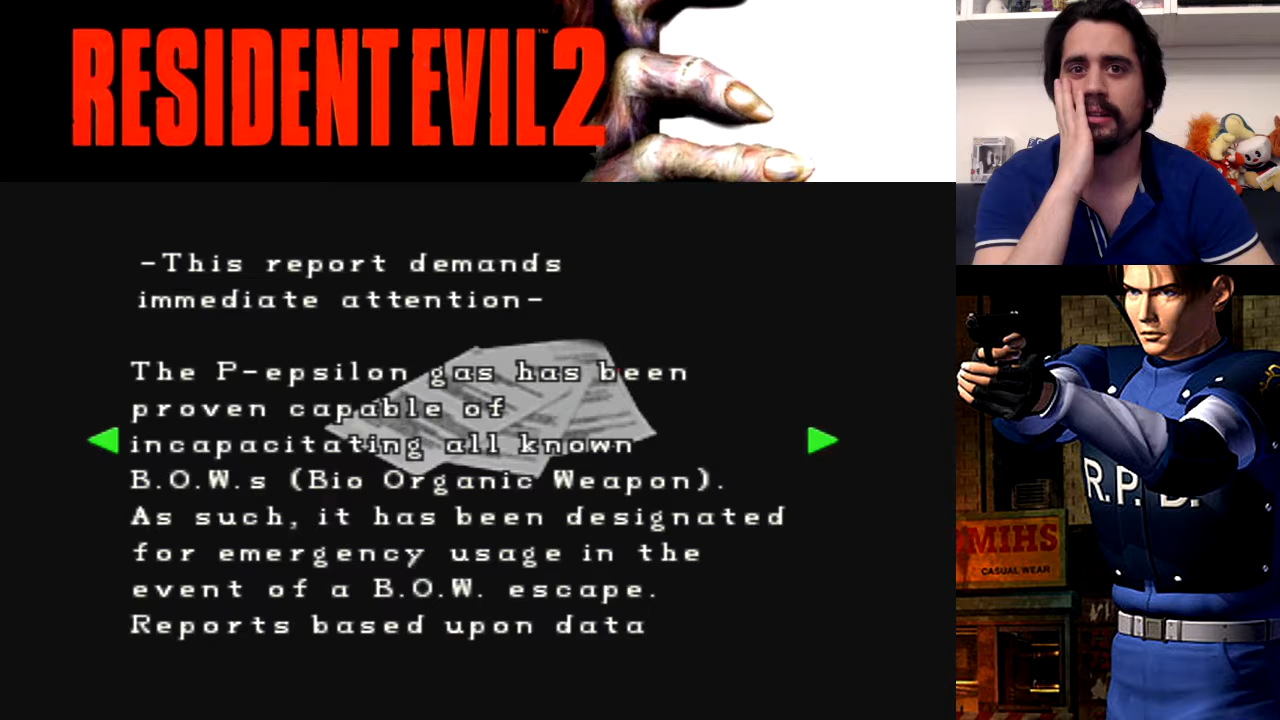 RESIDENT EVIL 2
™
-This report demands
immediate attention-
The P-epsilon gas has been
proven capable of
incapacitating all known
B.O.W.s (Bio Organic Weapon).
As such, it has been designated
for emergency usage in the
event of a B.O.W. escape.
Reports based upon data
R.P.D.
MIHS
CASUAL WEAR